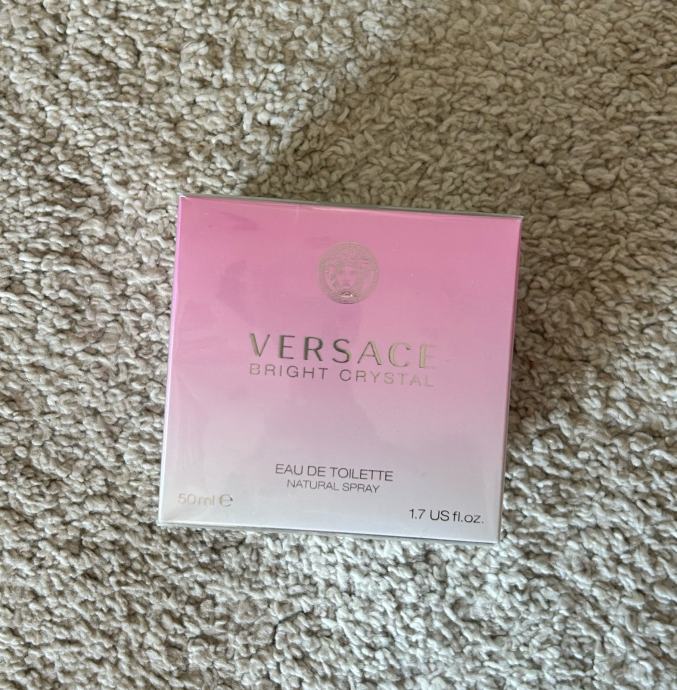 VERSACE
BRIGHT CRYSTAL
EAU DE TOILETTE
NATURAL SPRAY
50 ml ℮
1.7 US fl.oz.